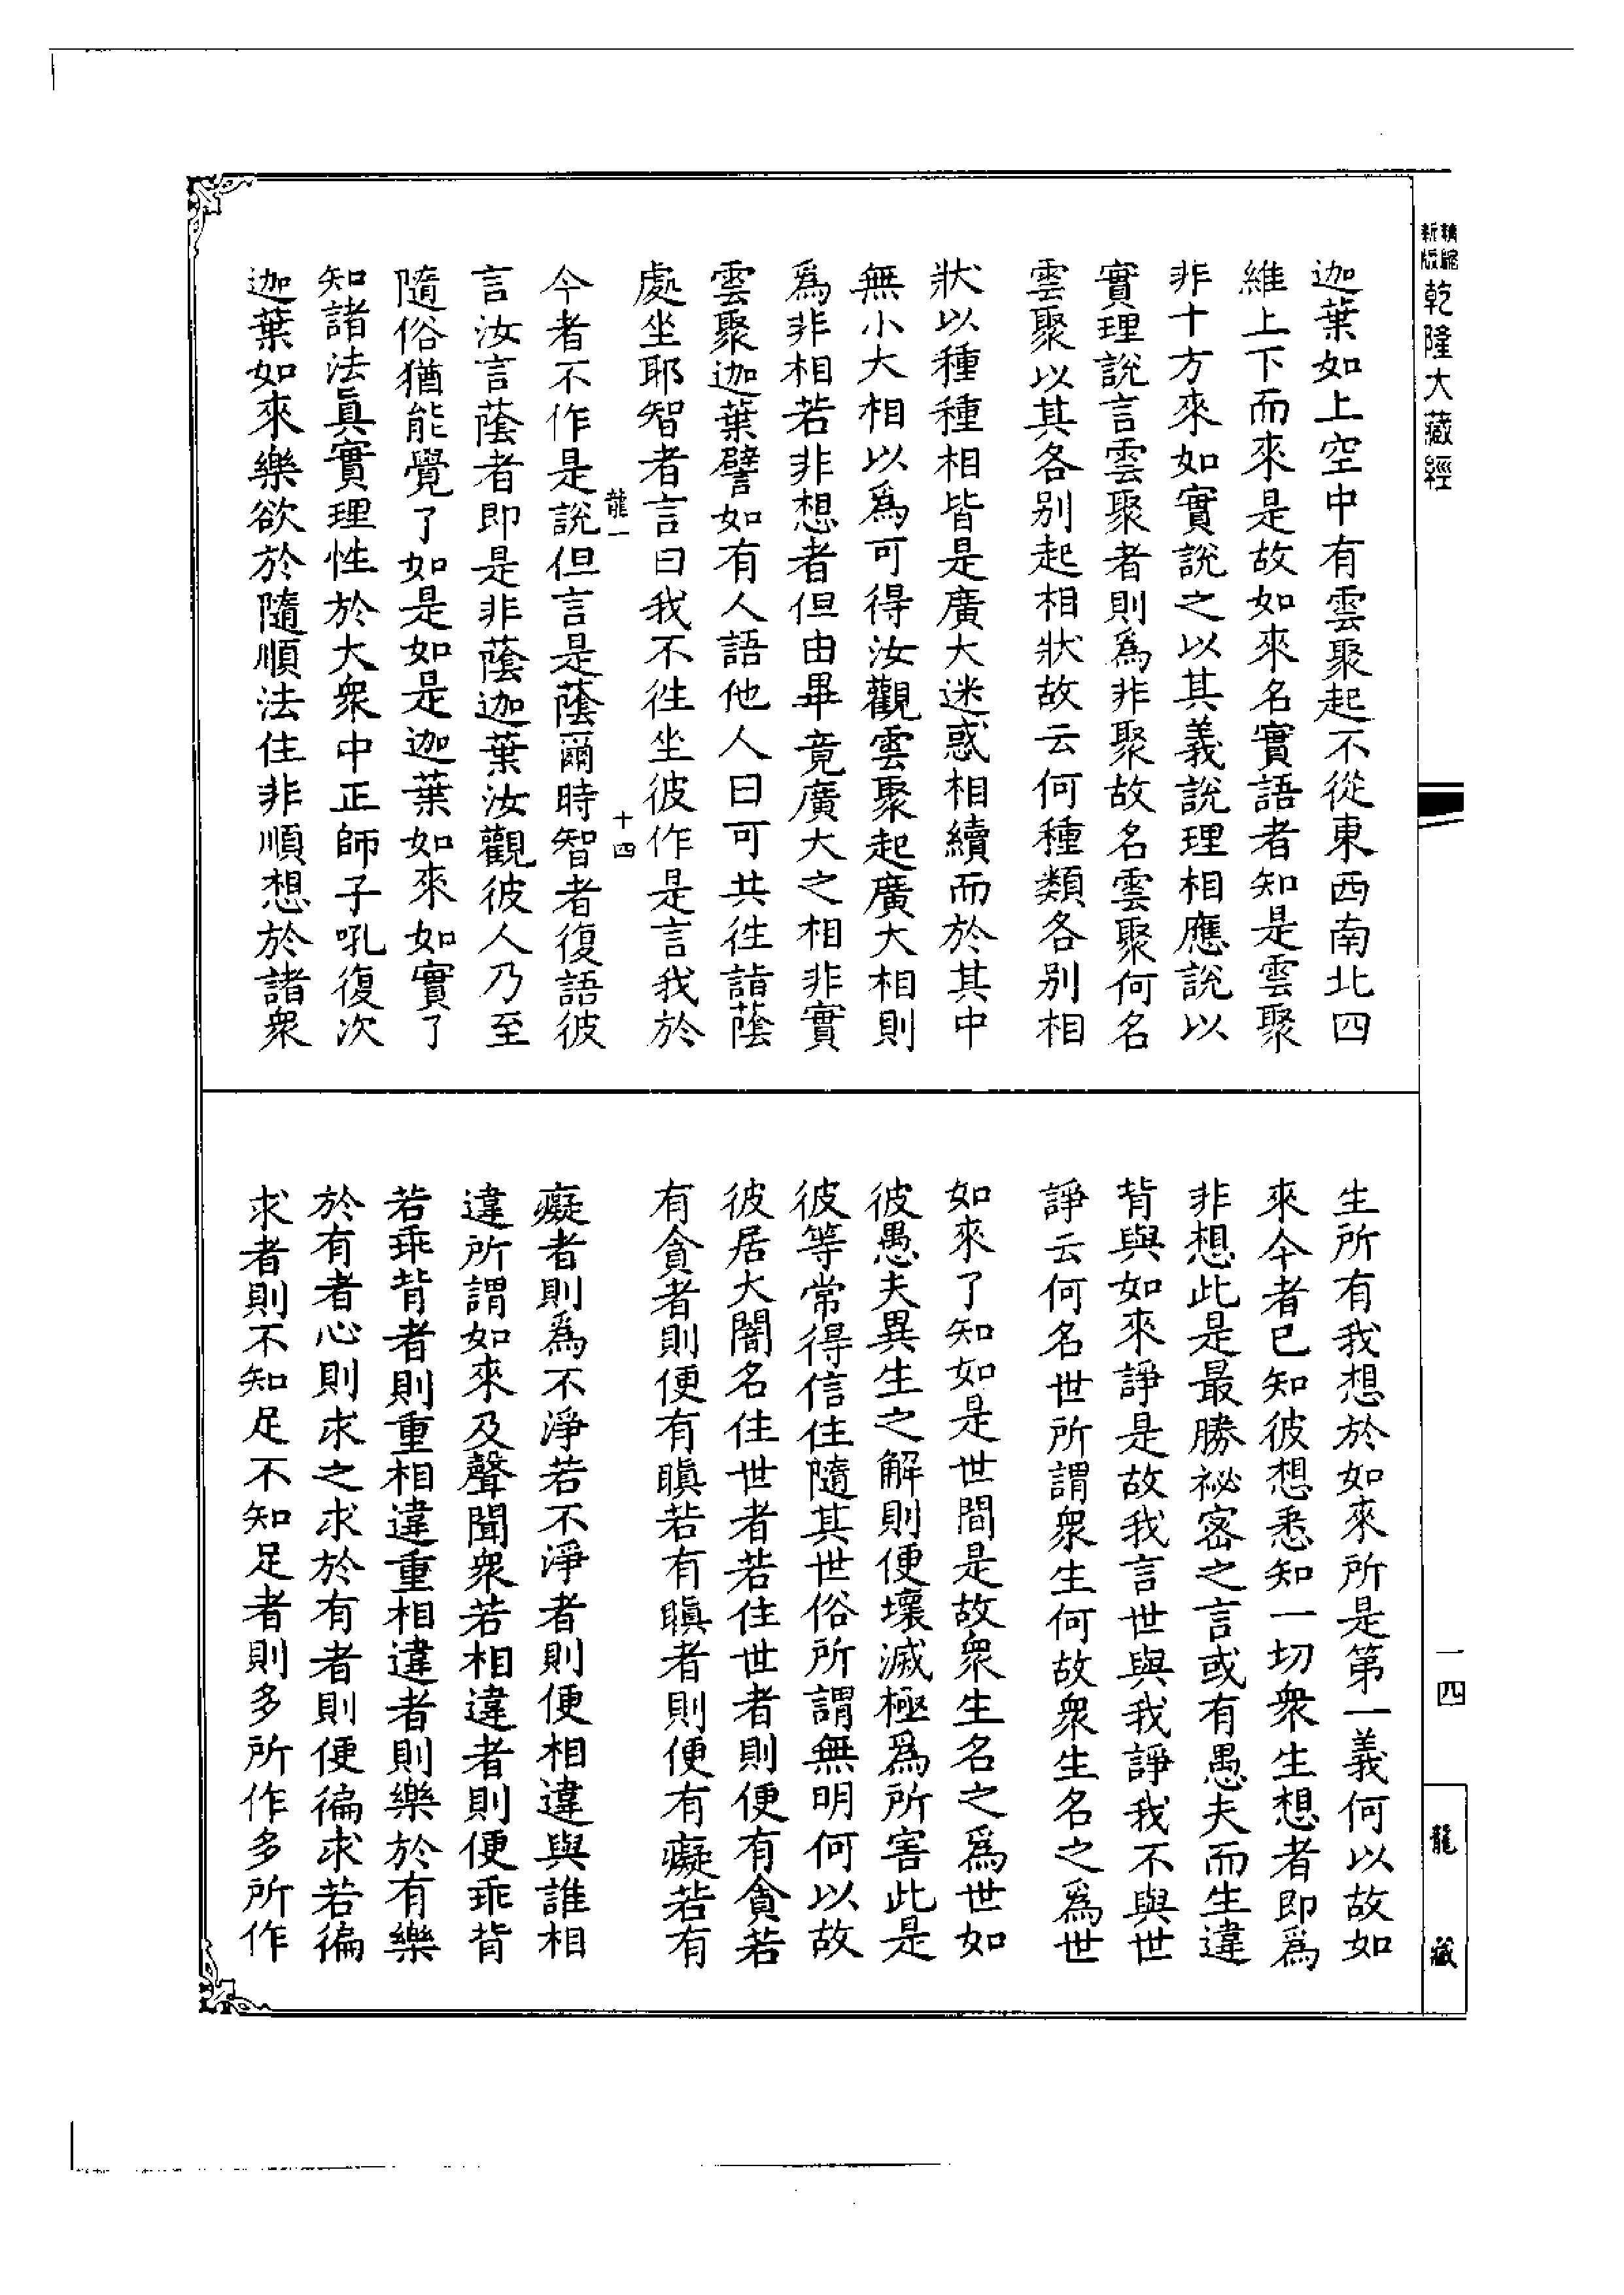 精縮
新版
乾隆大藏經
迦葉如上空中有雲聚起不從東西南北四
維上下而來是故如來名實語者知是雲聚
非十方來如實說之以其義說理相應說以
實理說言雲聚者則爲非聚故名雲聚何名
雲聚以其各別起相狀故云何種類各別相
狀以種種相皆是廣大迷惑相續而於其中
無小大相以爲可得汝觀雲聚起廣大相則
爲非相若非想者但由畢竟廣大之相非實
雲聚迦葉譬如有人語他人曰可共徃詣蔭
處坐耶智者言曰我不徃坐彼作是言我於
龍一
十四
今者不作是說但言是蔭爾時智者復語彼
言汝言蔭者即是非蔭迦葉汝觀彼人乃至
隨俗猶能覺了如是如是迦葉如來如實了
知諸法眞實理性於大衆中正師子吼復次
迦葉如來樂欲於隨順法住非順想於諸衆
生所有我想於如來所是第一義何以故如
來今者已知彼想悉知一切衆生想者即爲
非想此是最勝祕密之言或有愚夫而生違
背與如來諍是故我言世與我諍我不與世
諍云何名世所謂衆生何故衆生名之爲世
如來了知如是世間是故衆生名之爲世如
彼愚夫異生之解則便壞滅極爲所害此是
彼等常得信住隨其世俗所謂無明何以故
彼居大闇名住世者若住世者則便有貪若
有貪者則便有瞋若有瞋者則便有癡若有
癡者則爲不淨若不淨者則便相違與誰相
違所謂如來及聲聞衆若相違者則便乖背
若乖背者則重相違重相違者則樂於有樂
於有者心則求之求於有者則便徧求若徧
求者則不知足不知足者則多所作多所作
一四
龍藏